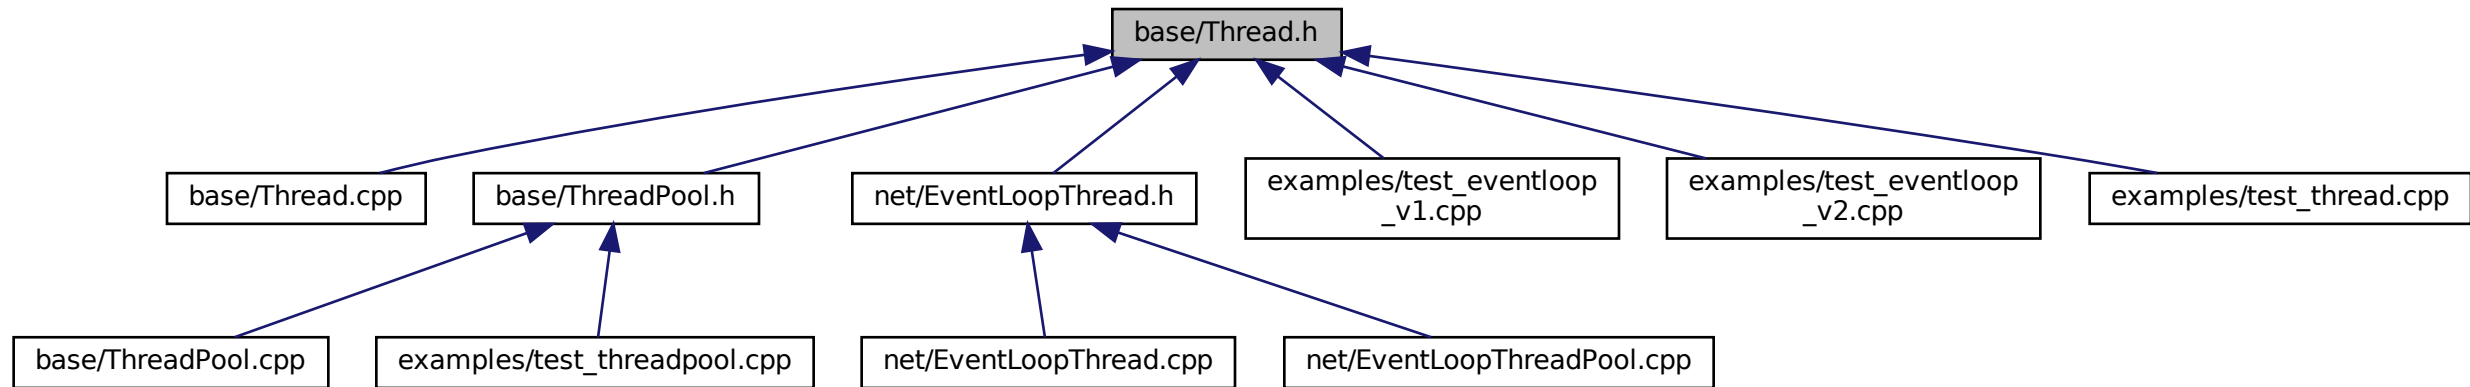 base/Thread.h
base/Thread.cpp
base/ThreadPool.h
net/EventLoopThread.h
examples/test_eventloop
_v1.cpp
examples/test_eventloop
_v2.cpp
examples/test_thread.cpp
base/ThreadPool.cpp
examples/test_threadpool.cpp
net/EventLoopThread.cpp
net/EventLoopThreadPool.cpp